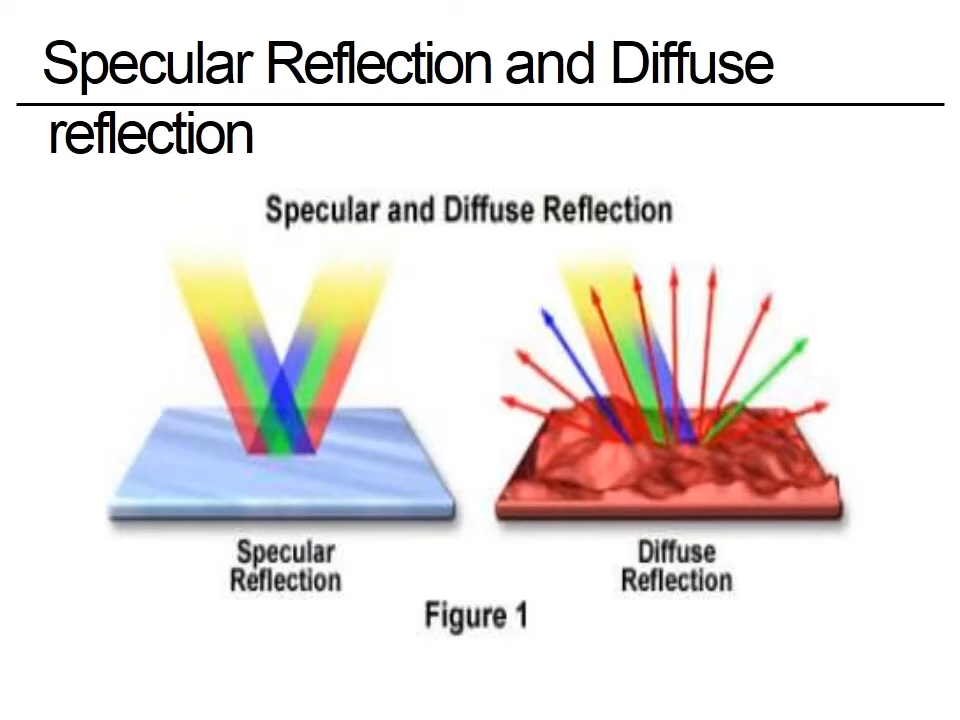 Specular Reflection and Diffuse
reflection
Specular and Diffuse Reflection
Specular
Reflection
Diffuse
Reflection
Figure 1